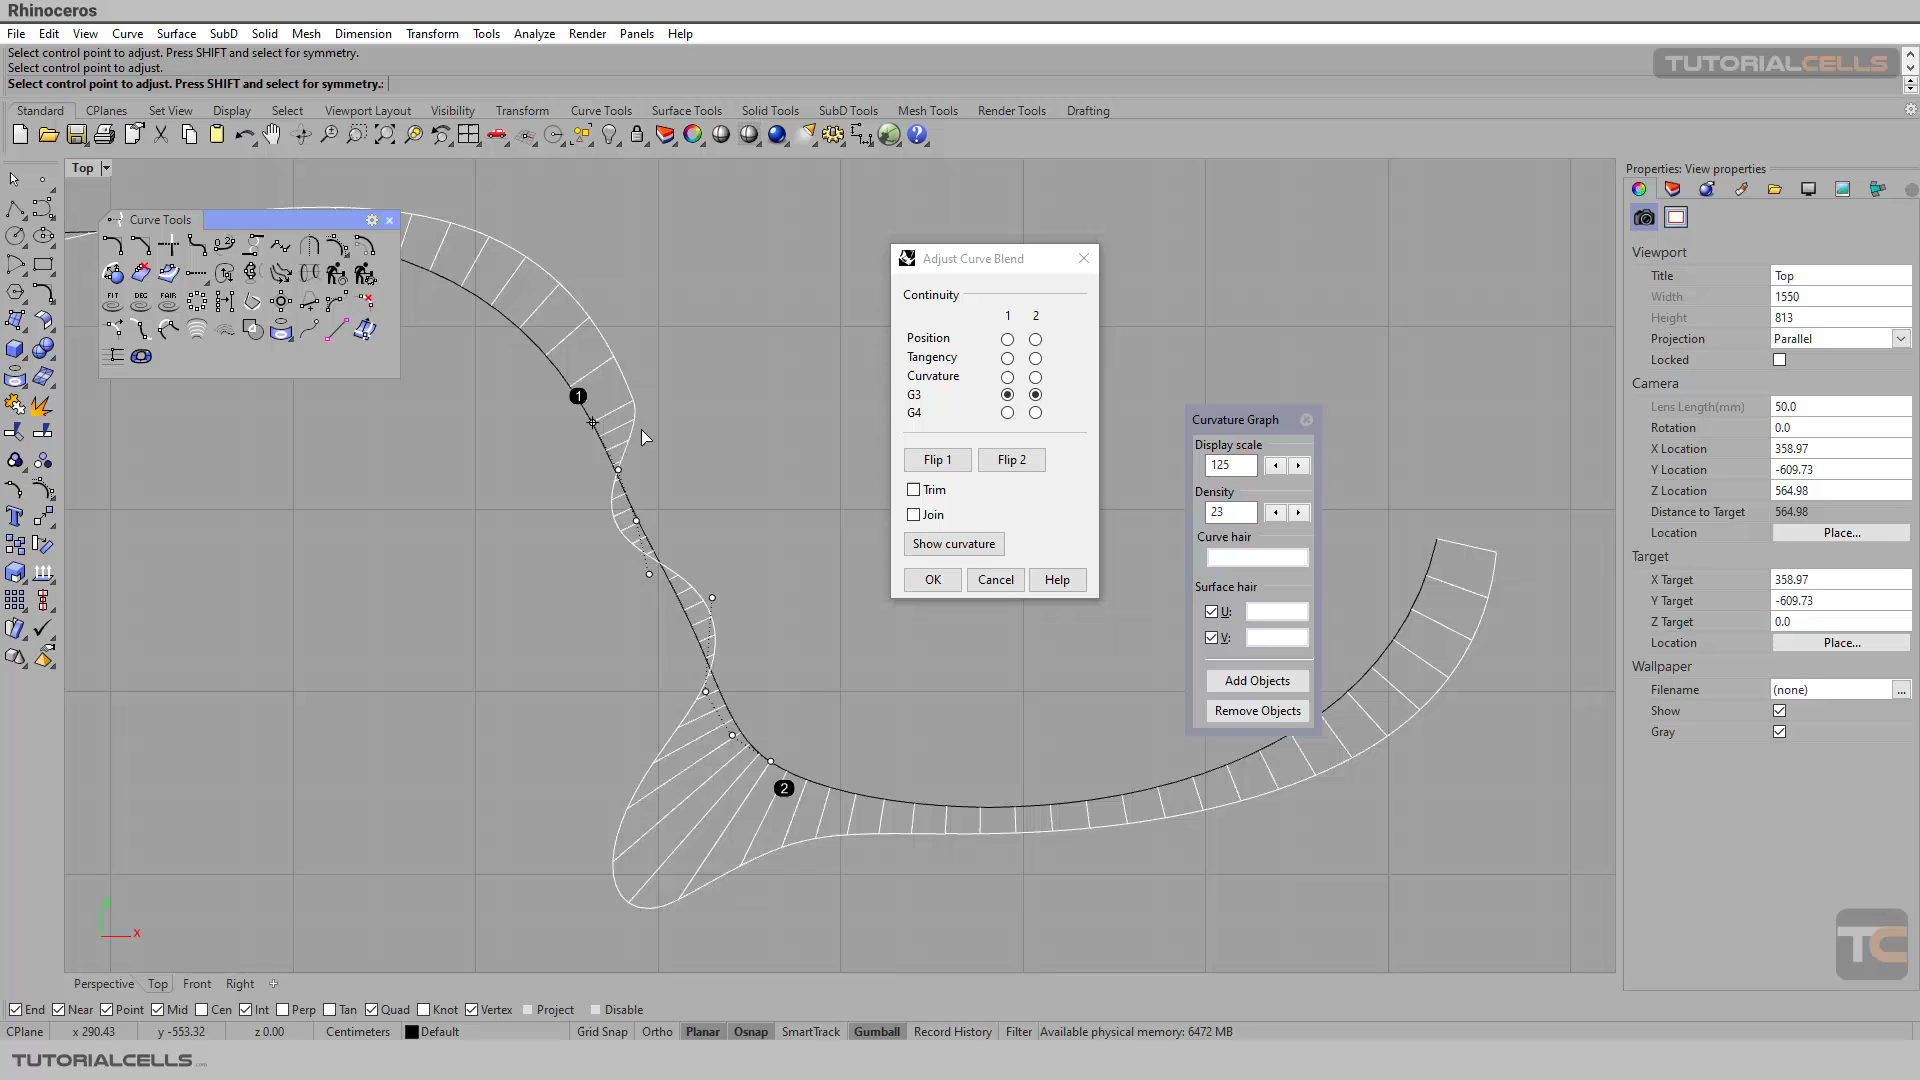 Rhinoceros
File Edit View Curve Surface SubD Solid Mesh Dimension Transform Tools Analyze Render Panels Help
Select control point to adjust. Press SHIFT and select for symmetry.
Select control point to adjust.
Select control point to adjust. Press SHIFT and select for symmetry.:
TUTORIALCELLS
Standard CPlanes Set View Display Select Viewport Layout Visibility Transform Curve Tools Surface Tools Solid Tools SubD Tools Mesh Tools Render Tools Drafting
Top
Curve Tools
FIT DEG FAIR
1
2
Adjust Curve Blend
Continuity
1 2
Position
Tangency
Curvature
G3
G4
Flip 1 Flip 2
Trim
Join
Show curvature
OK Cancel Help
Curvature Graph
Display scale
125
Density
23
Curve hair
Surface hair
U:
V:
Add Objects
Remove Objects
Properties: View properties
Viewport
Title Top
Width 1550
Height 813
Projection Parallel
Locked
Camera
Lens Length(mm) 50.0
Rotation 0.0
X Location 358.97
Y Location -609.73
Z Location 564.98
Distance to Target 564.98
Location Place...
Target
X Target 358.97
Y Target -609.73
Z Target 0.0
Location Place...
Wallpaper
Filename (none) ...
Show
Gray
TC
y
x
Perspective Top Front Right
End Near Point Mid Cen Int Perp Tan Quad Knot Vertex Project Disable
CPlane x 290.43 y -553.32 z 0.00 Centimeters Default Grid Snap Ortho Planar Osnap SmartTrack Gumball Record History Filter Available physical memory: 6472 MB
TUTORIALCELLS